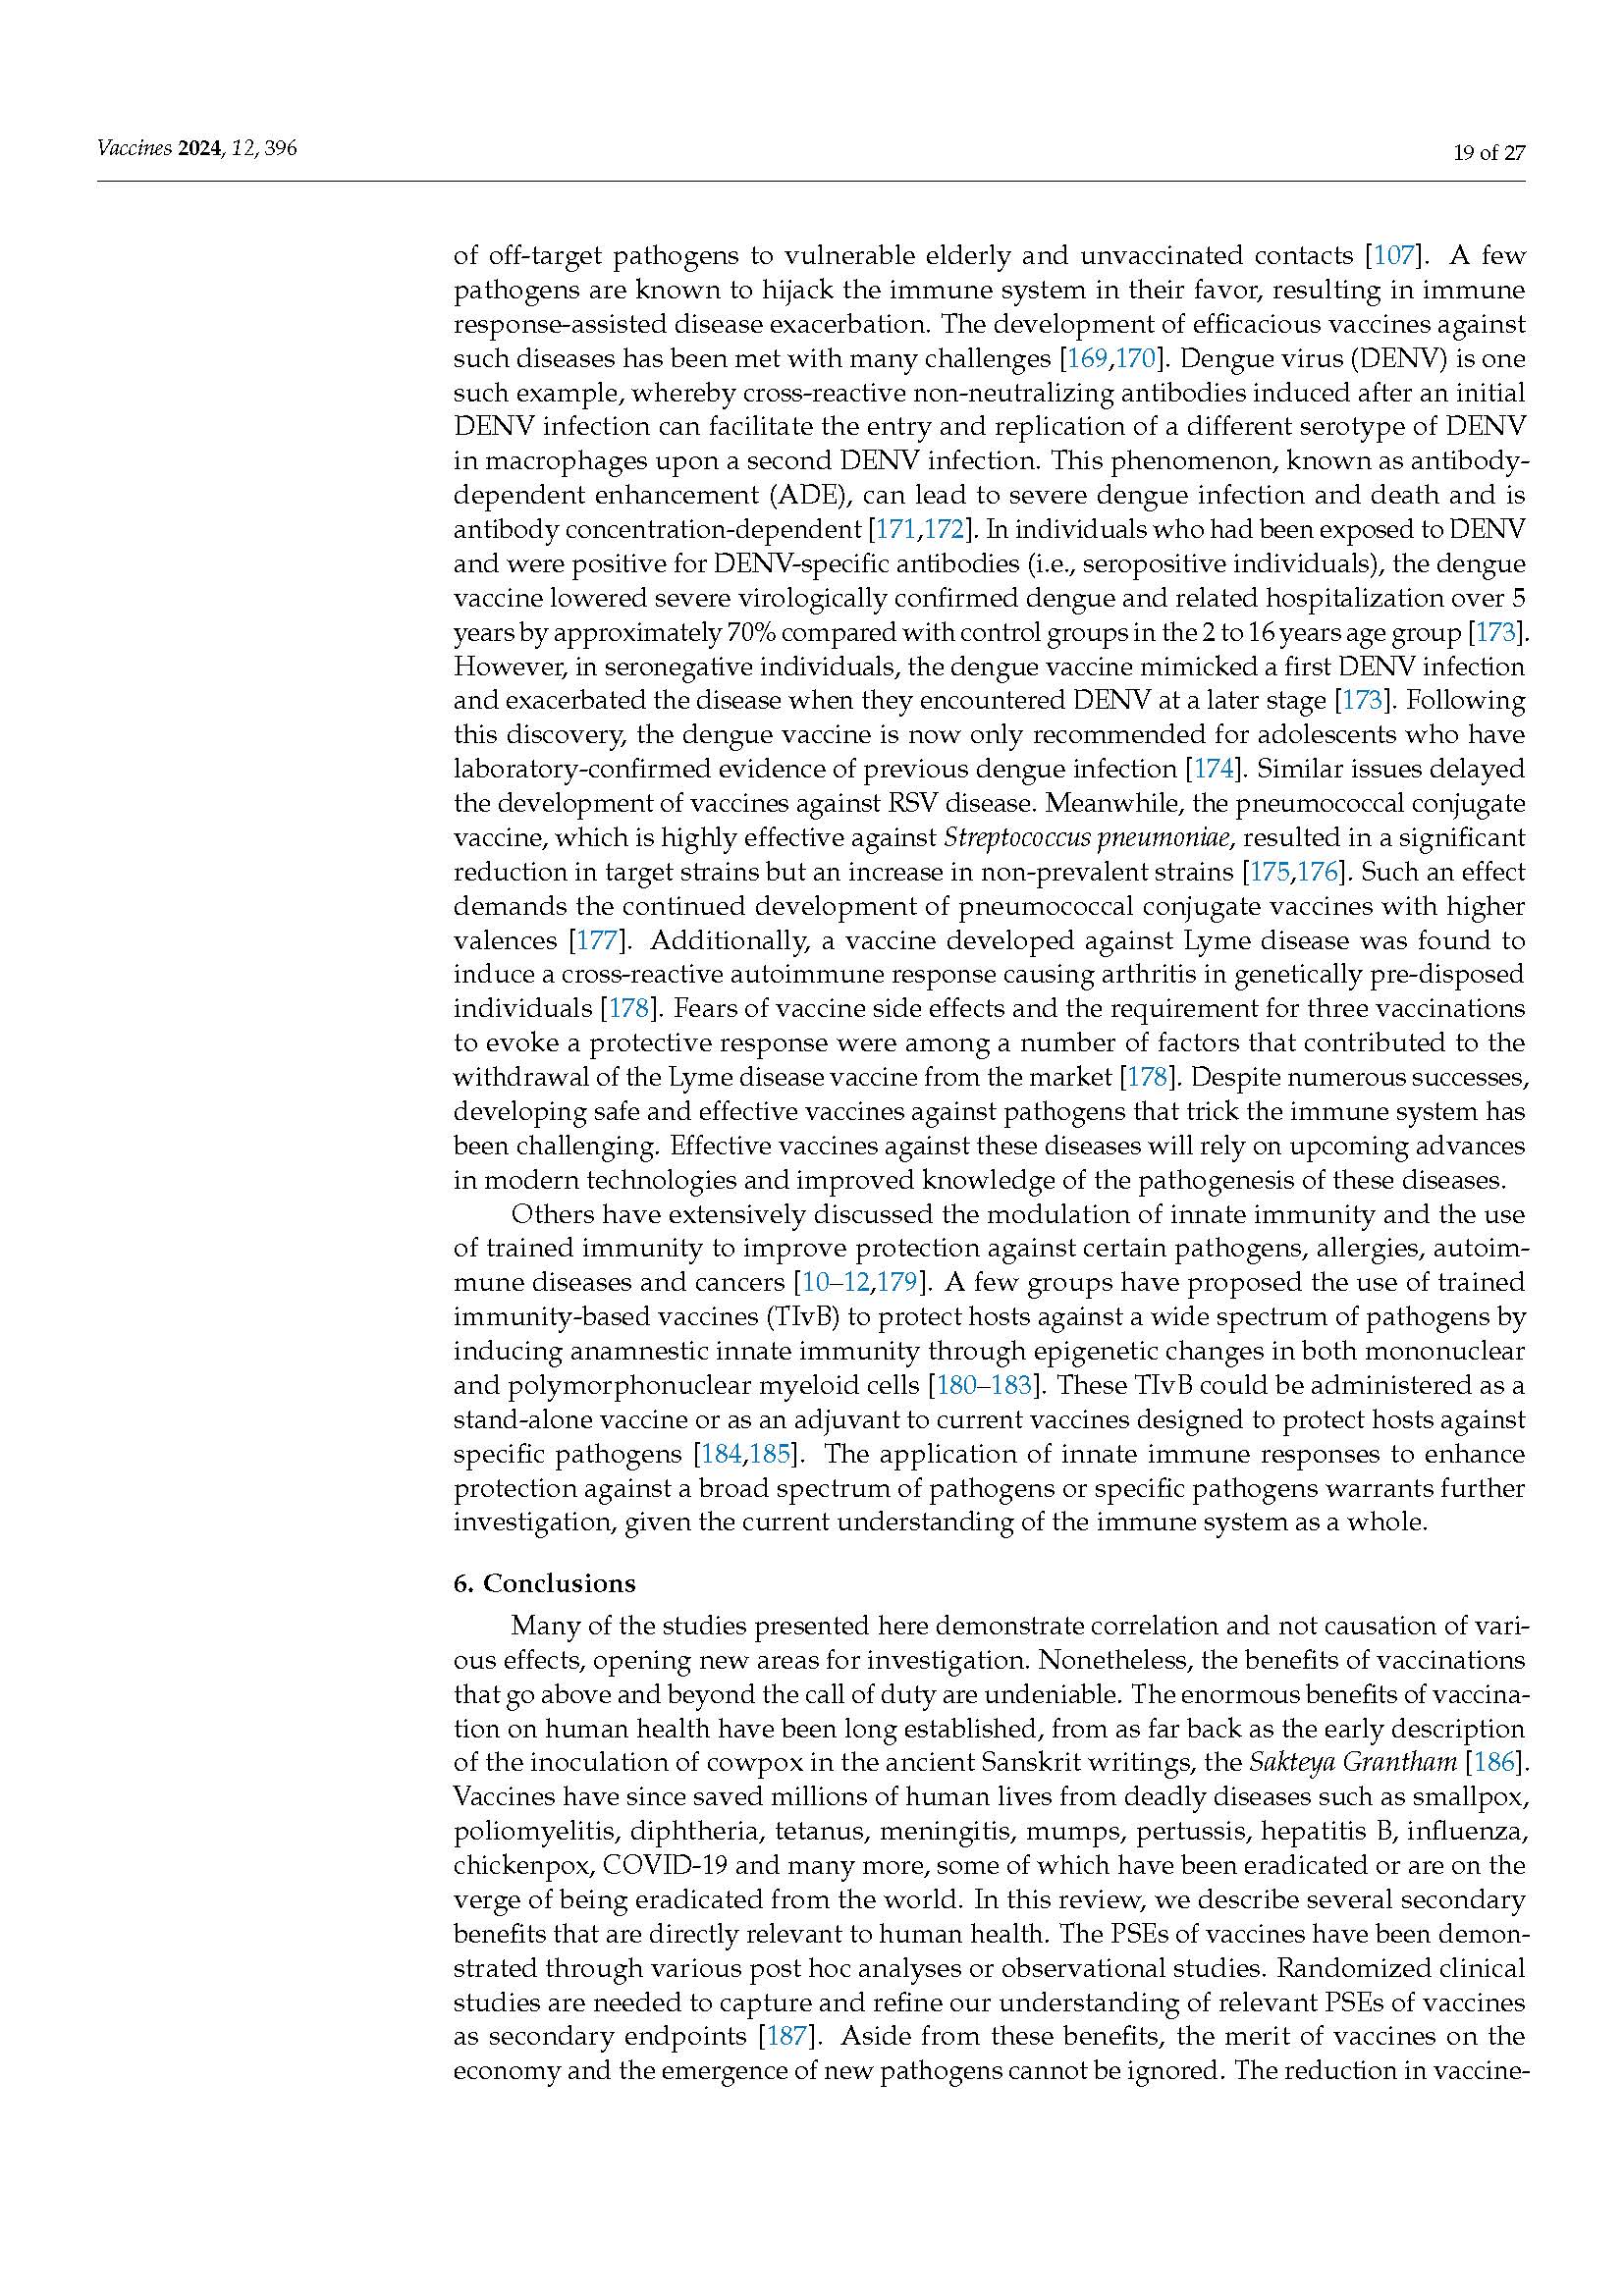 Vaccines 2024, 12, 396
19 of 27
of off-target pathogens to vulnerable elderly and unvaccinated contacts [107]. A few
pathogens are known to hijack the immune system in their favor, resulting in immune
response-assisted disease exacerbation. The development of efficacious vaccines against
such diseases has been met with many challenges [169,170]. Dengue virus (DENV) is one
such example, whereby cross-reactive non-neutralizing antibodies induced after an initial
DENV infection can facilitate the entry and replication of a different serotype of DENV
in macrophages upon a second DENV infection. This phenomenon, known as antibody-
dependent enhancement (ADE), can lead to severe dengue infection and death and is
antibody concentration-dependent [171,172]. In individuals who had been exposed to DENV
and were positive for DENV-specific antibodies (i.e., seropositive individuals), the dengue
vaccine lowered severe virologically confirmed dengue and related hospitalization over 5
years by approximately 70% compared with control groups in the 2 to 16 years age group [173].
However, in seronegative individuals, the dengue vaccine mimicked a first DENV infection
and exacerbated the disease when they encountered DENV at a later stage [173]. Following
this discovery, the dengue vaccine is now only recommended for adolescents who have
laboratory-confirmed evidence of previous dengue infection [174]. Similar issues delayed
the development of vaccines against RSV disease. Meanwhile, the pneumococcal conjugate
vaccine, which is highly effective against Streptococcus pneumoniae, resulted in a significant
reduction in target strains but an increase in non-prevalent strains [175,176]. Such an effect
demands the continued development of pneumococcal conjugate vaccines with higher
valences [177]. Additionally, a vaccine developed against Lyme disease was found to
induce a cross-reactive autoimmune response causing arthritis in genetically pre-disposed
individuals [178]. Fears of vaccine side effects and the requirement for three vaccinations
to evoke a protective response were among a number of factors that contributed to the
withdrawal of the Lyme disease vaccine from the market [178]. Despite numerous successes,
developing safe and effective vaccines against pathogens that trick the immune system has
been challenging. Effective vaccines against these diseases will rely on upcoming advances
in modern technologies and improved knowledge of the pathogenesis of these diseases.
Others have extensively discussed the modulation of innate immunity and the use
of trained immunity to improve protection against certain pathogens, allergies, autoim-
mune diseases and cancers [10–12,179]. A few groups have proposed the use of trained
immunity-based vaccines (TIvB) to protect hosts against a wide spectrum of pathogens by
inducing anamnestic innate immunity through epigenetic changes in both mononuclear
and polymorphonuclear myeloid cells [180–183]. These TIvB could be administered as a
stand-alone vaccine or as an adjuvant to current vaccines designed to protect hosts against
specific pathogens [184,185]. The application of innate immune responses to enhance
protection against a broad spectrum of pathogens or specific pathogens warrants further
investigation, given the current understanding of the immune system as a whole.
6. Conclusions
Many of the studies presented here demonstrate correlation and not causation of vari-
ous effects, opening new areas for investigation. Nonetheless, the benefits of vaccinations
that go above and beyond the call of duty are undeniable. The enormous benefits of vaccina-
tion on human health have been long established, from as far back as the early description
of the inoculation of cowpox in the ancient Sanskrit writings, the Sakteya Grantham [186].
Vaccines have since saved millions of human lives from deadly diseases such as smallpox,
poliomyelitis, diphtheria, tetanus, meningitis, mumps, pertussis, hepatitis B, influenza,
chickenpox, COVID-19 and many more, some of which have been eradicated or are on the
verge of being eradicated from the world. In this review, we describe several secondary
benefits that are directly relevant to human health. The PSEs of vaccines have been demon-
strated through various post hoc analyses or observational studies. Randomized clinical
studies are needed to capture and refine our understanding of relevant PSEs of vaccines
as secondary endpoints [187]. Aside from these benefits, the merit of vaccines on the
economy and the emergence of new pathogens cannot be ignored. The reduction in vaccine-